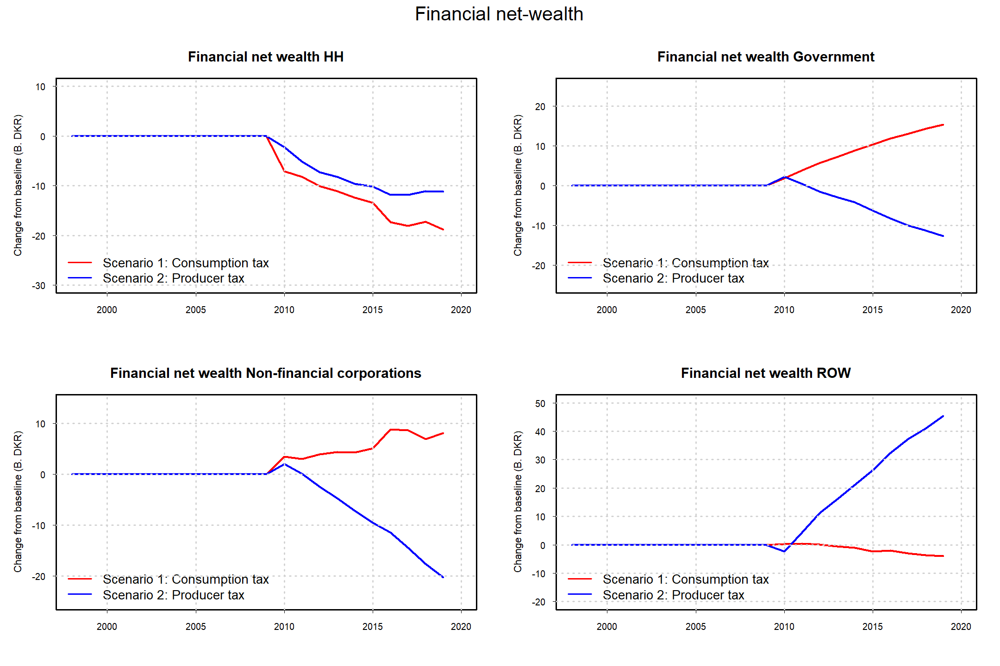 Financial net-wealth
Financial net wealth HH
Change from baseline (B. DKR)
10
0
-10
-20
-30
Scenario 1: Consumption tax
Scenario 2: Producer tax
2000 2005 2010 2015 2020
Financial net wealth Government
Change from baseline (B. DKR)
20
10
0
-10
-20
Scenario 1: Consumption tax
Scenario 2: Producer tax
2000 2005 2010 2015 2020
Financial net wealth Non-financial corporations
Change from baseline (B. DKR)
10
0
-10
-20
Scenario 1: Consumption tax
Scenario 2: Producer tax
2000 2005 2010 2015 2020
Financial net wealth ROW
Change from baseline (B. DKR)
50
40
30
20
10
0
-10
-20
Scenario 1: Consumption tax
Scenario 2: Producer tax
2000 2005 2010 2015 2020